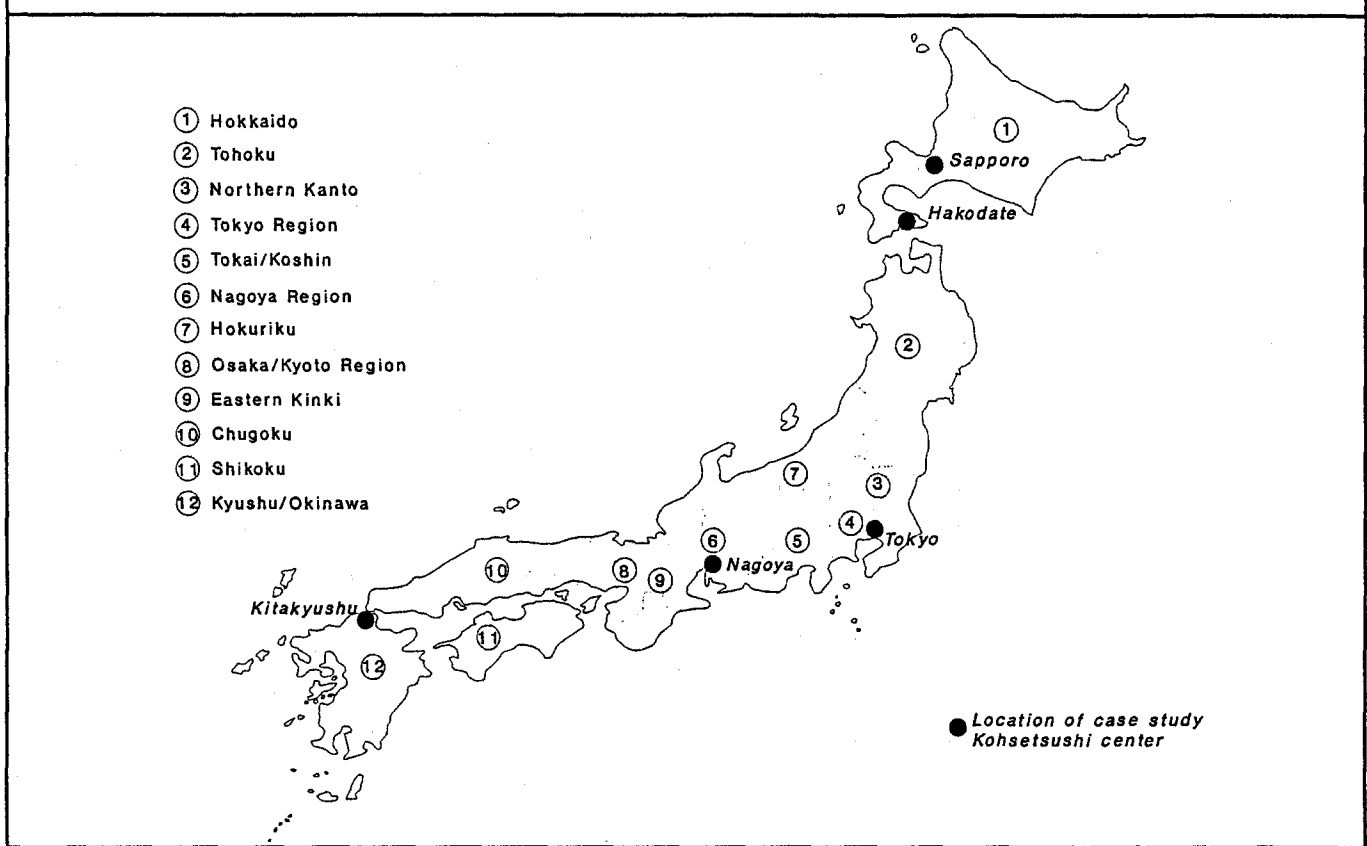 ① Hokkaido
② Tohoku
③ Northern Kanto
④ Tokyo Region
⑤ Tokai/Koshin
⑥ Nagoya Region
⑦ Hokuriku
⑧ Osaka/Kyoto Region
⑨ Eastern Kinki
⑩ Chugoku
⑪ Shikoku
⑫ Kyushu/Okinawa
①
Sapporo
Hakodate
②
⑦
③
④
Tokyo
⑥
⑤
Nagoya
⑩
⑧
⑨
Kitakyushu
⑪
⑫
Location of case study
Kohsetsushi center